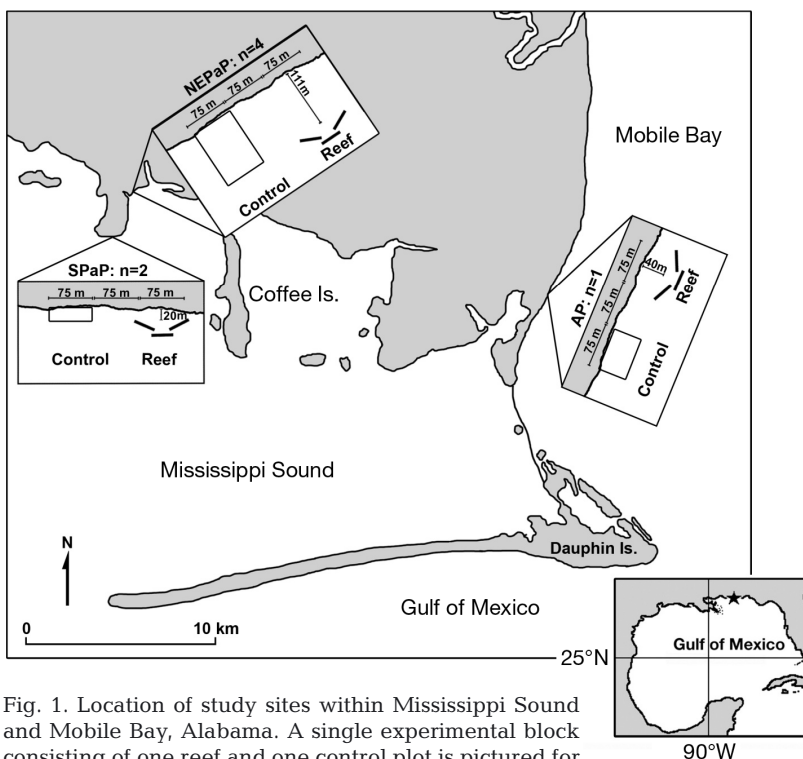 NEPaP: n=4
75 m
75 m
75 m
111m
Reef
Control
Mobile Bay
SPaP: n=2
75 m 75 m 75 m
20m
Control Reef
Coffee Is.
AP: n=1
75 m
75 m
75 m
40m
Reef
Control
Mississippi Sound
N
Dauphin Is.
Gulf of Mexico
0 10 km
Gulf of Mexico
25°N
90°W
Fig. 1. Location of study sites within Mississippi Sound
and Mobile Bay, Alabama. A single experimental block
consisting of one reef and one control plot is pictured for